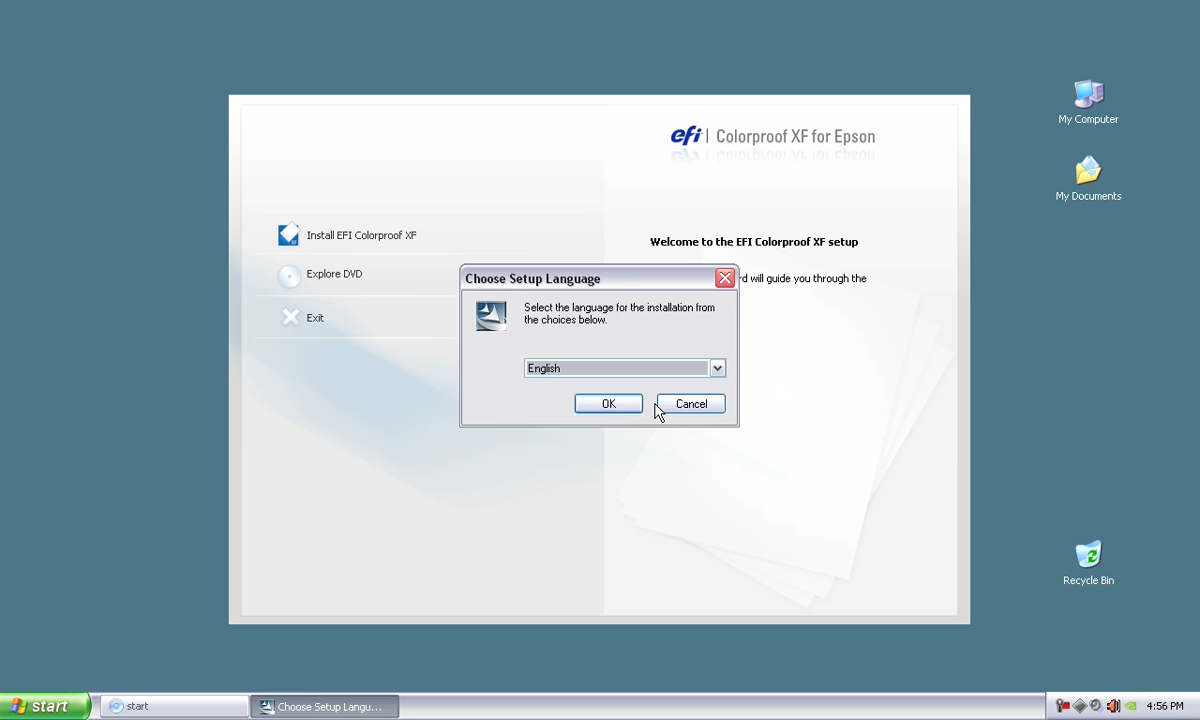 My Computer
My Documents
efi | Colorproof XF for Epson
Install EFI Colorproof XF
Explore DVD
Exit
Welcome to the EFI Colorproof XF setup
rd will guide you through the
Choose Setup Language
Select the language for the installation from
the choices below.
English
OK
Cancel
Recycle Bin
start
start
Choose Setup Langu...
4:56 PM